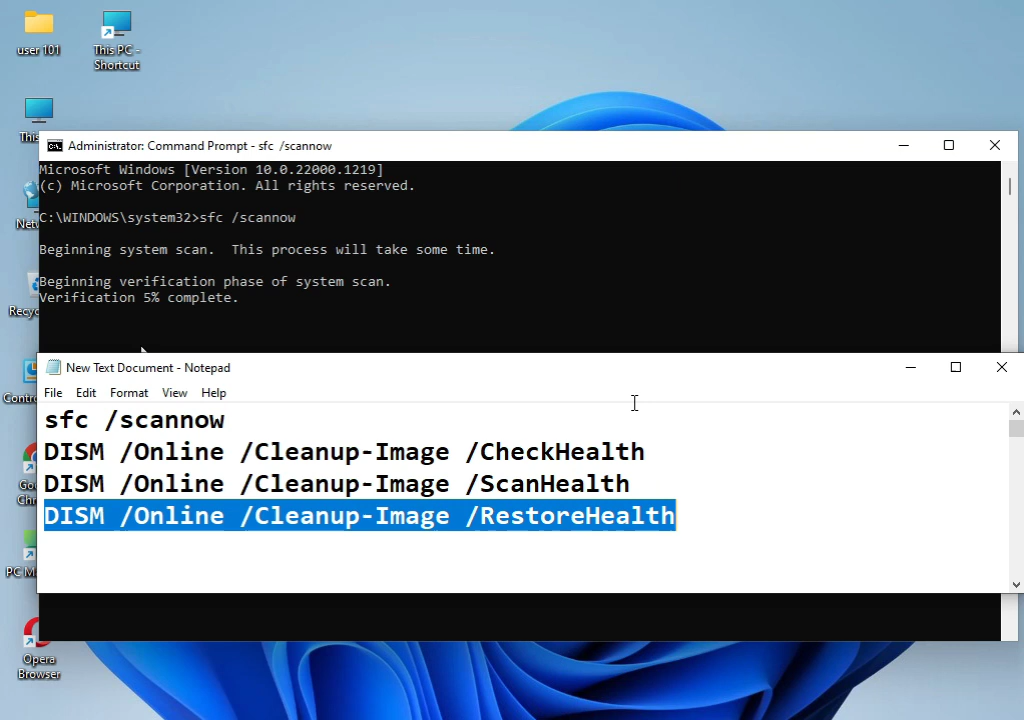 user 101
This PC -
Shortcut
Administrator: Command Prompt - sfc  /scannow
Microsoft Windows [Version 10.0.22000.1219]
(c) Microsoft Corporation. All rights reserved.
C:\WINDOWS\system32>sfc /scannow
Beginning system scan.  This process will take some time.
Beginning verification phase of system scan.
Verification 5% complete.
New Text Document - Notepad
File Edit Format View Help
sfc /scannow
DISM /Online /Cleanup-Image /CheckHealth
DISM /Online /Cleanup-Image /ScanHealth
DISM /Online /Cleanup-Image /RestoreHealth
Opera
Browser